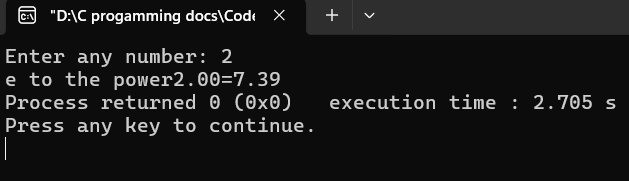 "D:\C progamming docs\Code
Enter any number: 2
e to the power2.00=7.39
Process returned 0 (0x0)   execution time : 2.705 s
Press any key to continue.